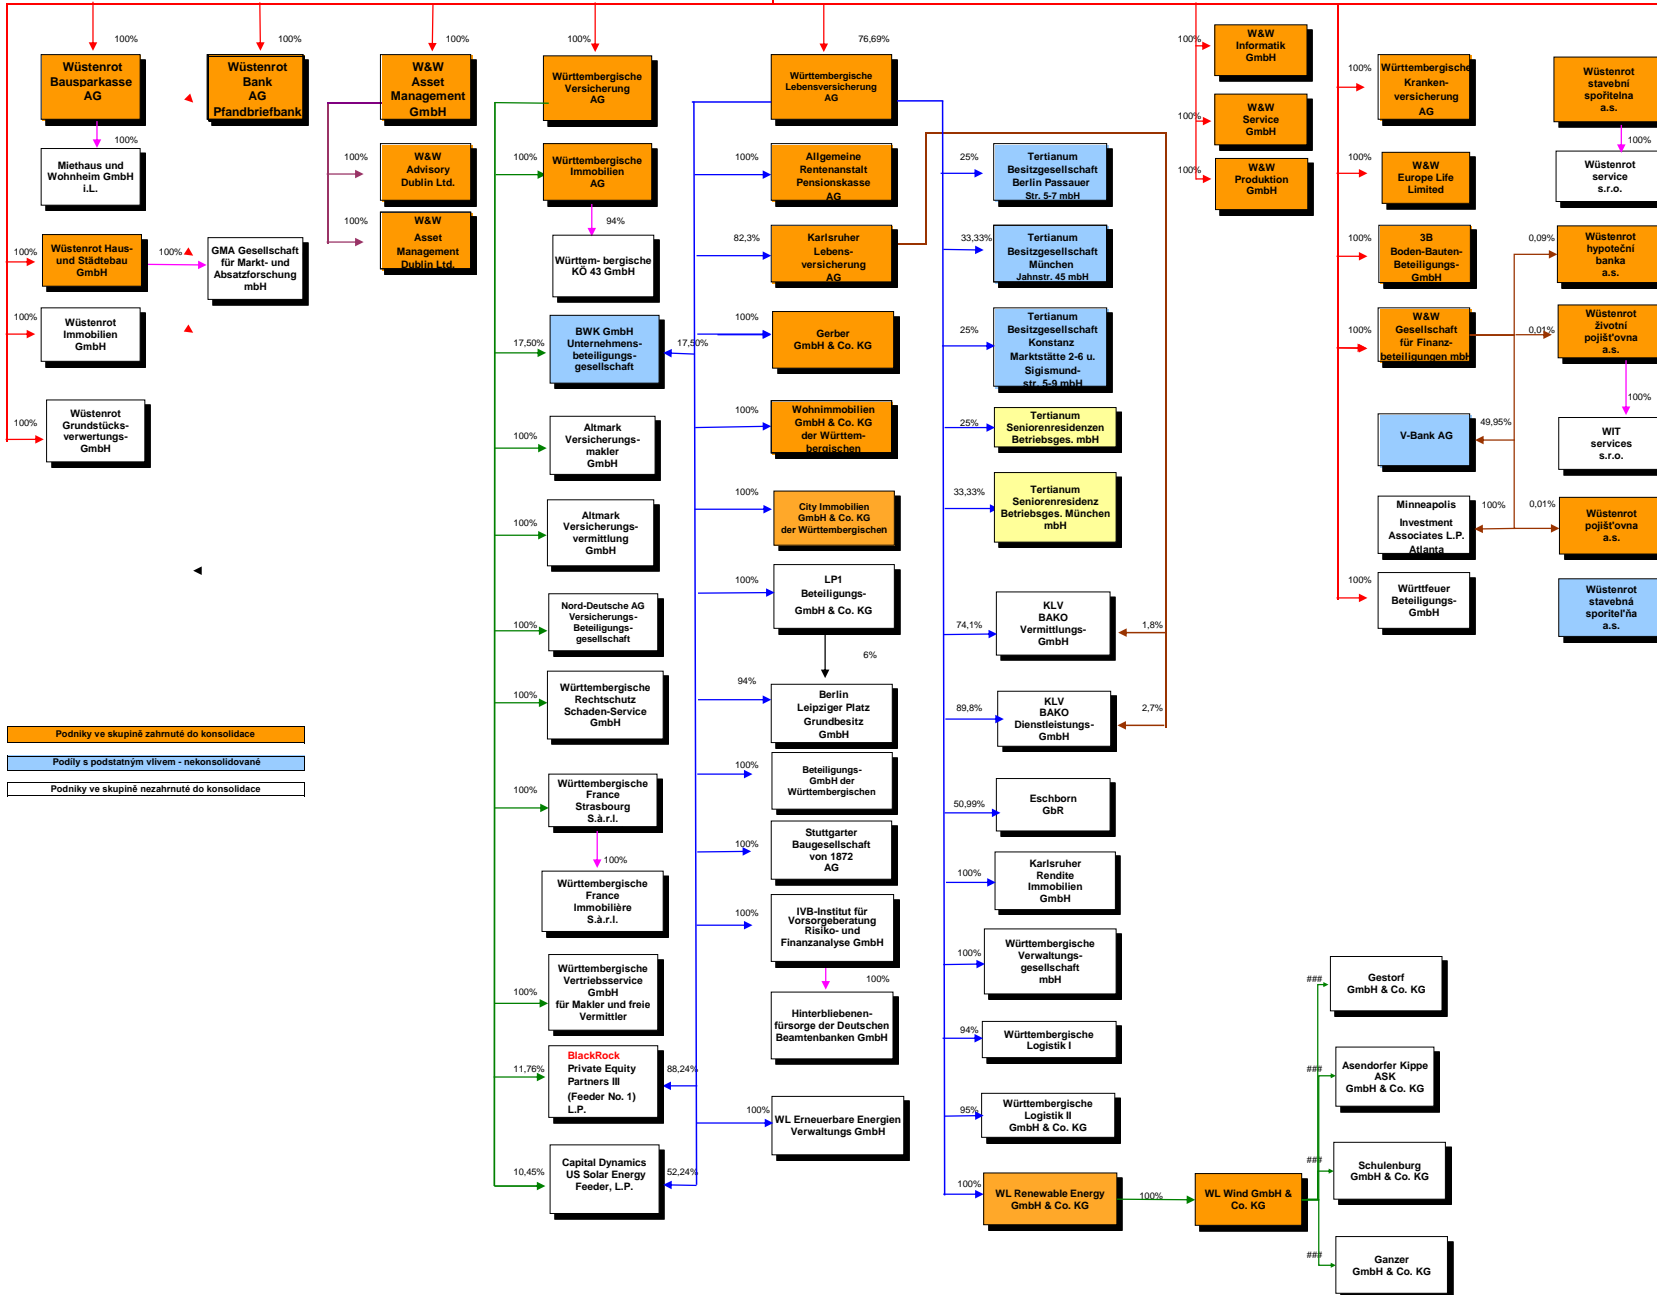 100%
100%
100%
100%
76,69%
Wüstenrot
Bausparkasse
AG
Wüstenrot
Bank
AG
Pfandbriefbank
W&W
Asset
Management
GmbH
Württembergische
Versicherung
AG
Württembergische
Lebensversicherung
AG
100%
W&W
Informatik
GmbH
100%
W&W
Service
GmbH
100%
W&W
Produktion
GmbH
100%
Württembergische
Kranken-
versicherung
AG
Wüstenrot
stavební
spořitelna
a.s.
100%
Miethaus und
Wohnheim GmbH
i.L.
100%
W&W
Advisory
Dublin Ltd.
100%
W&W
Asset
Management
Dublin Ltd.
100%
Württembergische
Immobilien
AG
94%
Württem- bergische
KÖ 43 GmbH
100%
Allgemeine
Rentenanstalt
Pensionskasse
AG
82,3%
Karlsruher
Lebens-
versicherung
AG
25%
Tertianum
Besitzgesellschaft
Berlin Passauer
Str. 5-7 mbH
33,33%
Tertianum
Besitzgesellschaft
München
Jahnstr. 45 mbH
100%
W&W
Europe Life
Limited
100%
Wüstenrot
service
s.r.o.
100%
Wüstenrot Haus-
und Städtebau
GmbH
100%
GMA Gesellschaft
für Markt- und
Absatzforschung
mbH
100%
3B
Boden-Bauten-
Beteiligungs-
GmbH
0,09%
Wüstenrot
hypoteční
banka
a.s.
100%
Wüstenrot
Immobilien
GmbH
17,50%
BWK GmbH
Unternehmens-
beteiligungs-
gesellschaft
17,50%
100%
Gerber
GmbH & Co. KG
25%
Tertianum
Besitzgesellschaft
Konstanz
Marktstätte 2-6 u.
Sigismund-
str. 5-9 mbH
100%
W&W
Gesellschaft
für Finanz-
beteiligungen mbH
0,01%
Wüstenrot
životní
pojišt'ovna
a.s.
100%
Wüstenrot
Grundstücks-
verwertungs-
GmbH
100%
Altmark
Versicherungs-
makler
GmbH
100%
Wohnimmobilien
GmbH & Co. KG
der Württem-
bergischen
25%
Tertianum
Seniorenresidenzen
Betriebsges. mbH
V-Bank AG
49,95%
100%
WIT
services
s.r.o.
100%
Altmark
Versicherungs-
vermittlung
GmbH
100%
City Immobilien
GmbH & Co. KG
der Württembergischen
33,33%
Tertianum
Seniorenresidenz
Betriebsges. München
mbH
Minneapolis
Investment
Associates L.P.
Atlanta
100%
0,01%
Wüstenrot
pojišt'ovna
a.s.
100%
Nord-Deutsche AG
Versicherungs-
Beteiligungs-
gesellschaft
100%
LP1
Beteiligungs-
GmbH & Co. KG
6%
74,1%
KLV
BAKO
Vermittlungs-
GmbH
1,8%
100%
Württfeuer
Beteiligungs-
GmbH
Wüstenrot
stavebná
sporitel'ňa
a.s.
100%
Württembergische
Rechtschutz
Schaden-Service
GmbH
94%
Berlin
Leipziger Platz
Grundbesitz
GmbH
89,8%
KLV
BAKO
Dienstleistungs-
GmbH
2,7%
Podniky ve skupině zahrnuté do konsolidace
Podíly s podstatným vlivem - nekonsolidované
Podniky ve skupině nezahrnuté do konsolidace
100%
Württembergische
France
Strasbourg
S.à.r.l.
100%
Beteiligungs-
GmbH der
Württembergischen
50,99%
Eschborn
GbR
100%
Württembergische
France
Immobilière
S.à.r.l.
100%
Stuttgarter
Baugesellschaft
von 1872
AG
100%
Karlsruher
Rendite
Immobilien
GmbH
100%
IVB-Institut für
Vorsorgeberatung
Risiko- und
Finanzanalyse GmbH
100%
Württembergische
Verwaltungs-
gesellschaft
mbH
100%
Württembergische
Vertriebsservice
GmbH
für Makler und freie
Vermittler
100%
Hinterbliebenen-
fürsorge der Deutschen
Beamtenbanken GmbH
94%
Württembergische
Logistik I
###
Gestorf
GmbH & Co. KG
11,76%
BlackRock
Private Equity
Partners III
(Feeder No. 1)
L.P.
88,24%
100%
WL Erneuerbare Energien
Verwaltungs GmbH
95%
Württembergische
Logistik II
GmbH & Co. KG
###
Asendorfer Kippe
ASK
GmbH & Co. KG
10,45%
Capital Dynamics
US Solar Energy
Feeder, L.P.
52,24%
100%
WL Renewable Energy
GmbH & Co. KG
100%
WL Wind GmbH &
Co. KG
###
Schulenburg
GmbH & Co. KG
###
Ganzer
GmbH & Co. KG